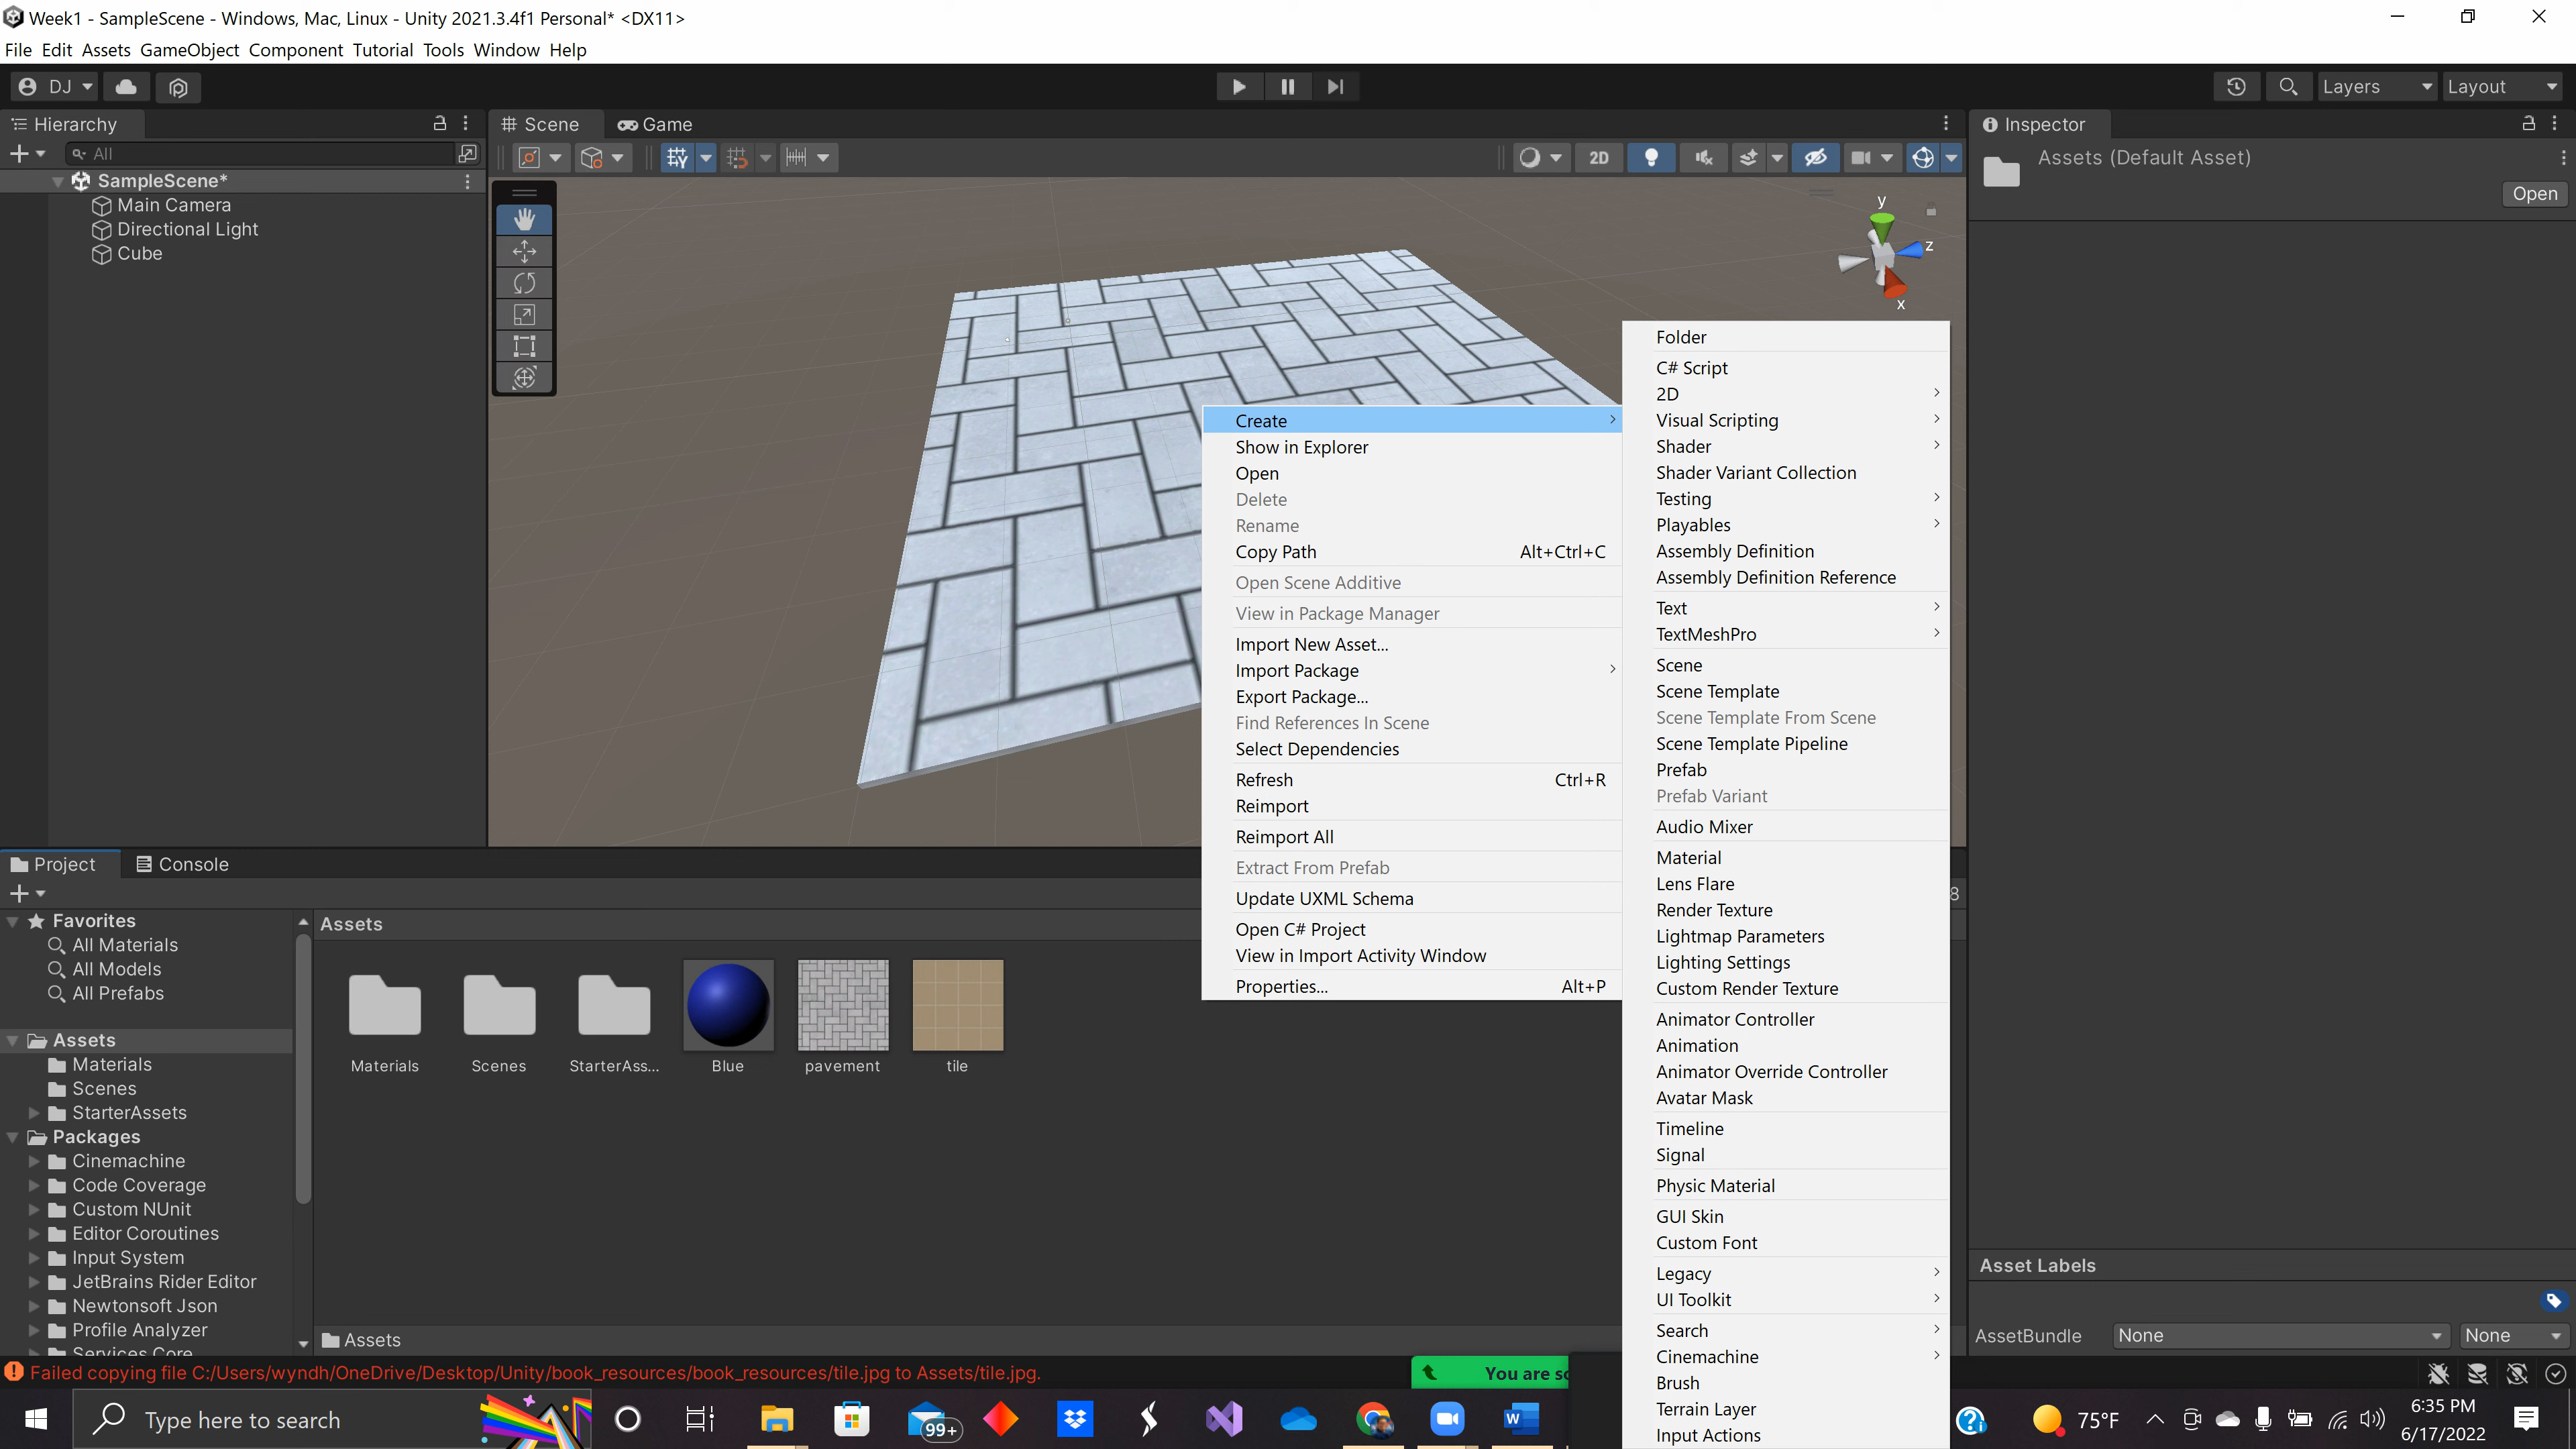 Week1 - SampleScene - Windows, Mac, Linux - Unity 2021.3.4f1 Personal* <DX11>
File Edit Assets GameObject Component Tutorial Tools Window Help
DJ
Layers
Layout
Hierarchy
Scene
Game
Inspector
All
2D
Assets (Default Asset)
Open
SampleScene*
Main Camera
Directional Light
Cube
y
z
x
Create
Show in Explorer
Open
Delete
Rename
Copy Path Alt+Ctrl+C
Open Scene Additive
View in Package Manager
Import New Asset...
Import Package
Export Package...
Find References In Scene
Select Dependencies
Refresh Ctrl+R
Reimport
Reimport All
Extract From Prefab
Update UXML Schema
Open C# Project
View in Import Activity Window
Properties... Alt+P
Folder
C# Script
2D
Visual Scripting
Shader
Shader Variant Collection
Testing
Playables
Assembly Definition
Assembly Definition Reference
Text
TextMeshPro
Scene
Scene Template
Scene Template From Scene
Scene Template Pipeline
Prefab
Prefab Variant
Audio Mixer
Material
Lens Flare
Render Texture
Lightmap Parameters
Lighting Settings
Custom Render Texture
Animator Controller
Animation
Animator Override Controller
Avatar Mask
Timeline
Signal
Physic Material
GUI Skin
Custom Font
Legacy
UI Toolkit
Search
Cinemachine
Brush
Terrain Layer
Input Actions
Project
Console
8
Favorites
All Materials
All Models
All Prefabs
Assets
Materials
Scenes
StarterAssets
Packages
Cinemachine
Code Coverage
Custom NUnit
Editor Coroutines
Input System
JetBrains Rider Editor
Newtonsoft Json
Profile Analyzer
Services Core
Assets
Materials
Scenes
StarterAss...
Blue
pavement
tile
Assets
Asset Labels
AssetBundle
None
None
Failed copying file C:/Users/wyndh/OneDrive/Desktop/Unity/book_resources/book_resources/tile.jpg to Assets/tile.jpg.
You are
Type here to search
99+
W
75°F
6:35 PM
6/17/2022